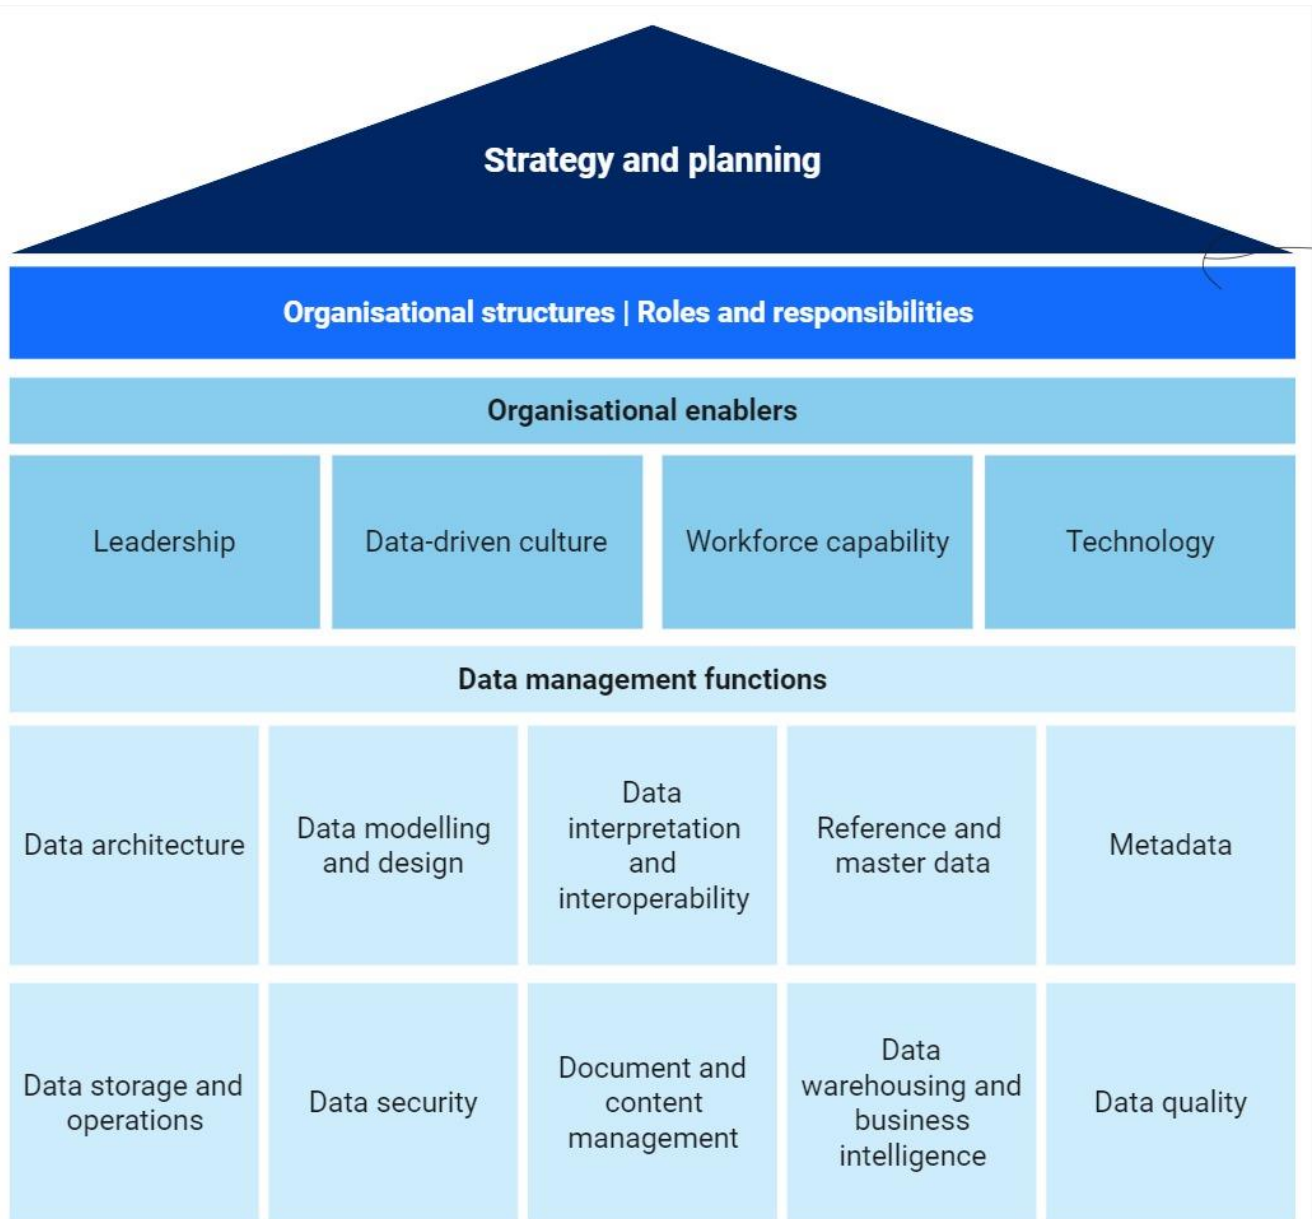 Strategy and planning
Organisational structures | Roles and responsibilities
Organisational enablers
Leadership
Data-driven culture
Workforce capability
Technology
Data management functions
Data architecture
Data modelling
and design
Data
interpretation
and
interoperability
Reference and
master data
Metadata
Data storage and
operations
Data security
Document and
content
management
Data
warehousing and
business
intelligence
Data quality